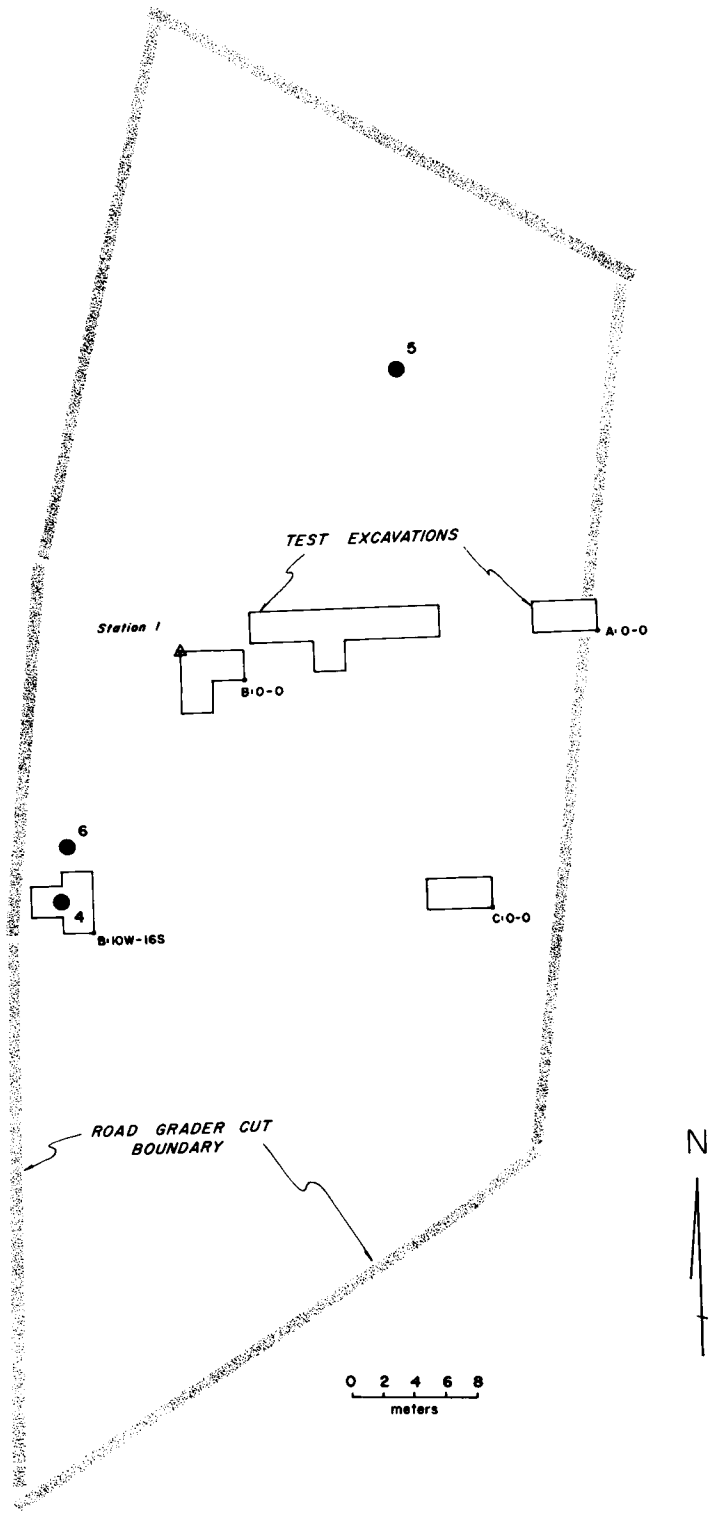 5
TEST EXCAVATIONS
Station 1
A:0-0
B:0-0
6
4
B:10W-16S
C:0-0
ROAD GRADER CUT
BOUNDARY
N
0 2 4 6 8
meters